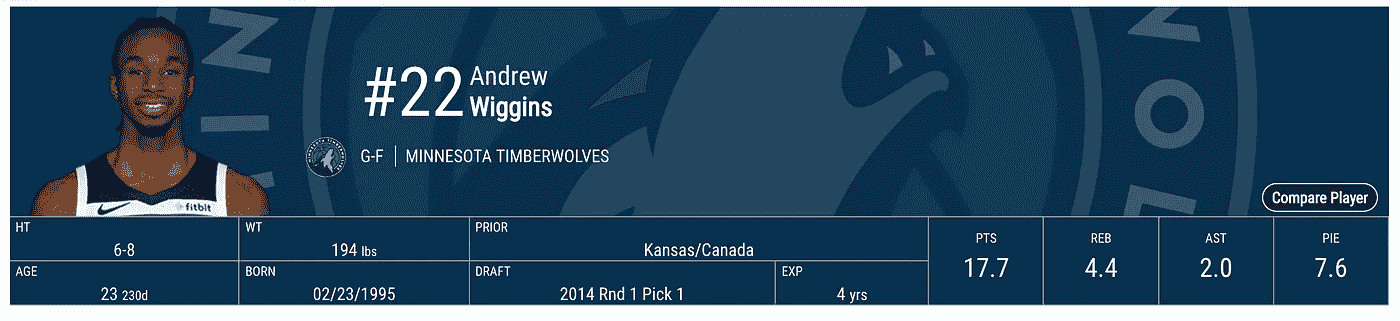 #22 Andrew
Wiggins
G-F | MINNESOTA TIMBERWOLVES
fitbit
Compare Player
HT
6-8
WT
194 lbs
PRIOR
Kansas/Canada
AGE
23 230d
BORN
02/23/1995
DRAFT
2014 Rnd 1 Pick 1
EXP
4 yrs
PTS
17.7
REB
4.4
AST
2.0
PIE
7.6